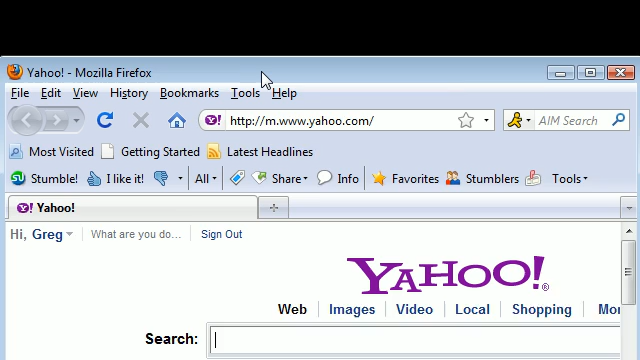 Yahoo! - Mozilla Firefox
File Edit View History Bookmarks Tools Help
Y! http://m.www.yahoo.com/ AIM Search
Most Visited Getting Started Latest Headlines
Stumble! I like it! All Share Info Favorites Stumblers Tools
Y! Yahoo!
Hi, Greg What are you do... Sign Out
YAHOO!®
Web Images Video Local Shopping Mor
Search: